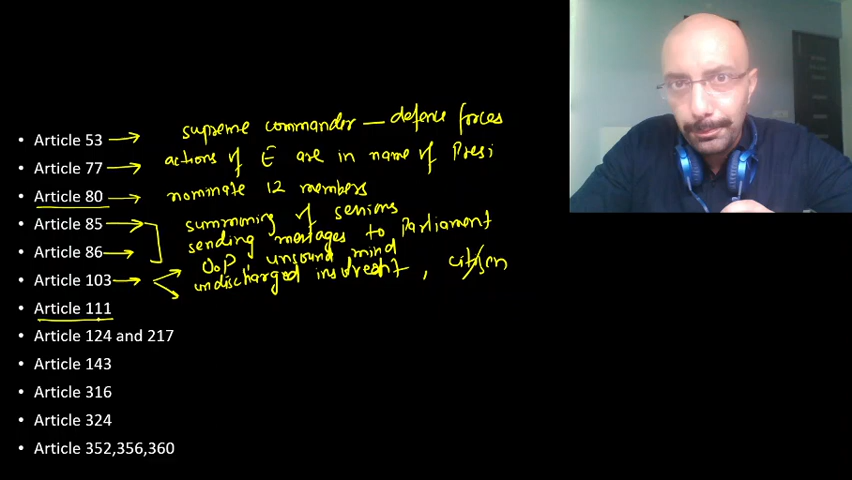 Article 53 → supreme commander — defence forces
Article 77 → actions of E are in name of Presi
Article 80 → nominate 12 members
Article 85 → summoning of sessions
Article 86 → sending messages to Parliament
Article 103 → OoP, unsound mind
undischarged insolvent, citizen
Article 111
Article 124 and 217
Article 143
Article 316
Article 324
Article 352,356,360